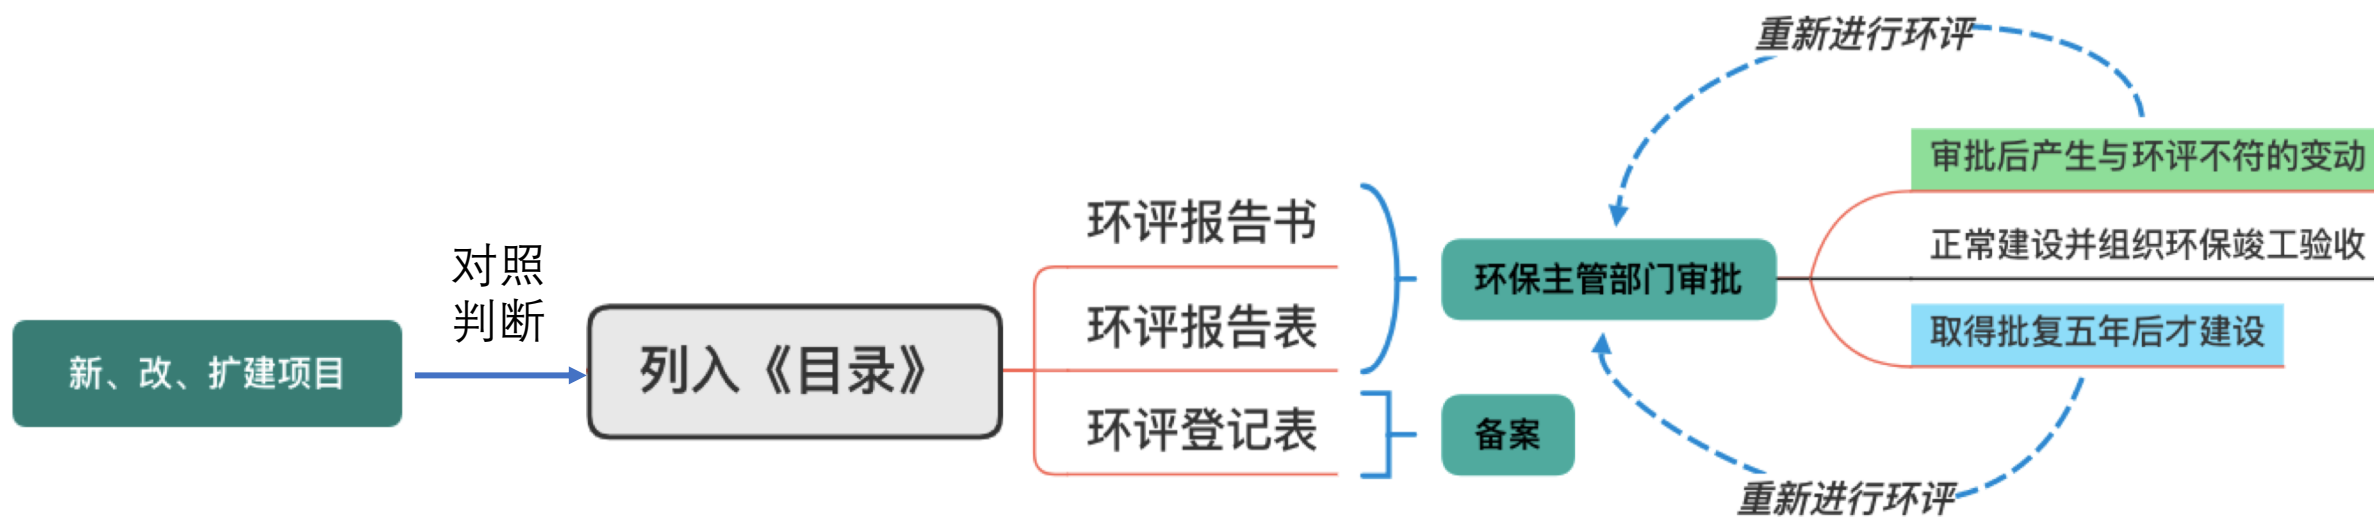 新、改、扩建项目
对照
判断
列入《目录》
环评报告书
环评报告表
环评登记表
环保主管部门审批
备案
重新进行环评
审批后产生与环评不符的变动
正常建设并组织环保竣工验收
取得批复五年后才建设
重新进行环评